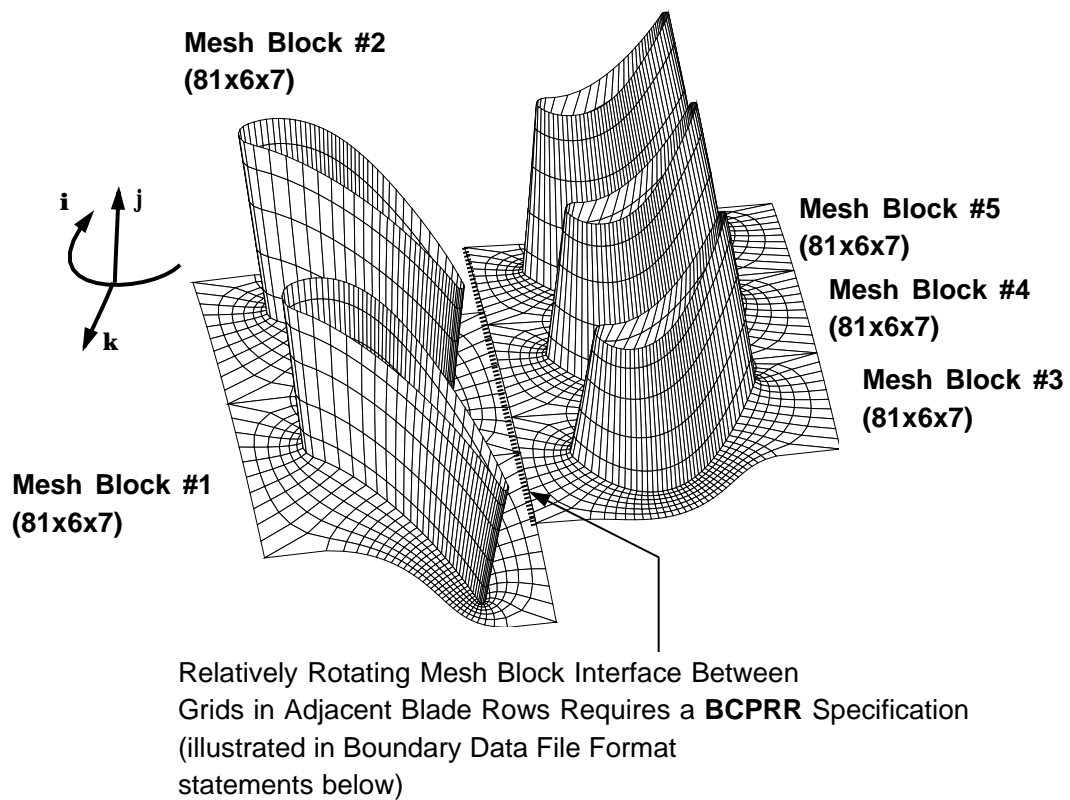 Mesh Block #2
(81x6x7)
i
j
k
Mesh Block #5
(81x6x7)
Mesh Block #4
(81x6x7)
Mesh Block #3
(81x6x7)
Mesh Block #1
(81x6x7)
Relatively Rotating Mesh Block Interface Between
Grids in Adjacent Blade Rows Requires a BCPRR Specification
(illustrated in Boundary Data File Format
statements below)